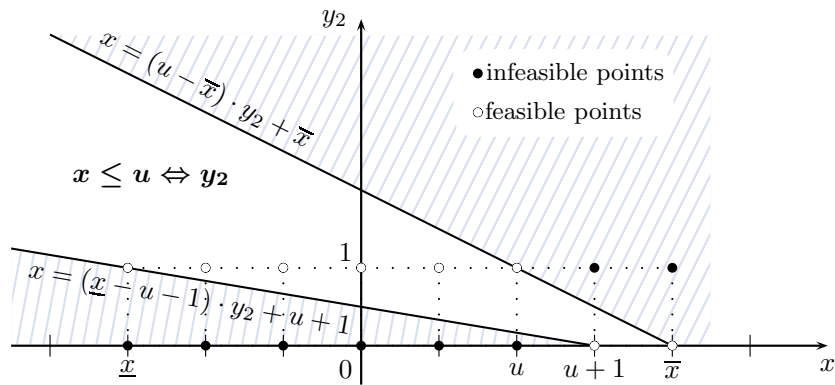 y₂
x = (u − x̅) · y₂ + x̅
●infeasible points
○feasible points
x ≤ u ⇔ y₂
1
x = (x̲ − u − 1) · y₂ + u + 1
x̲
0
u
u + 1
x̅
x